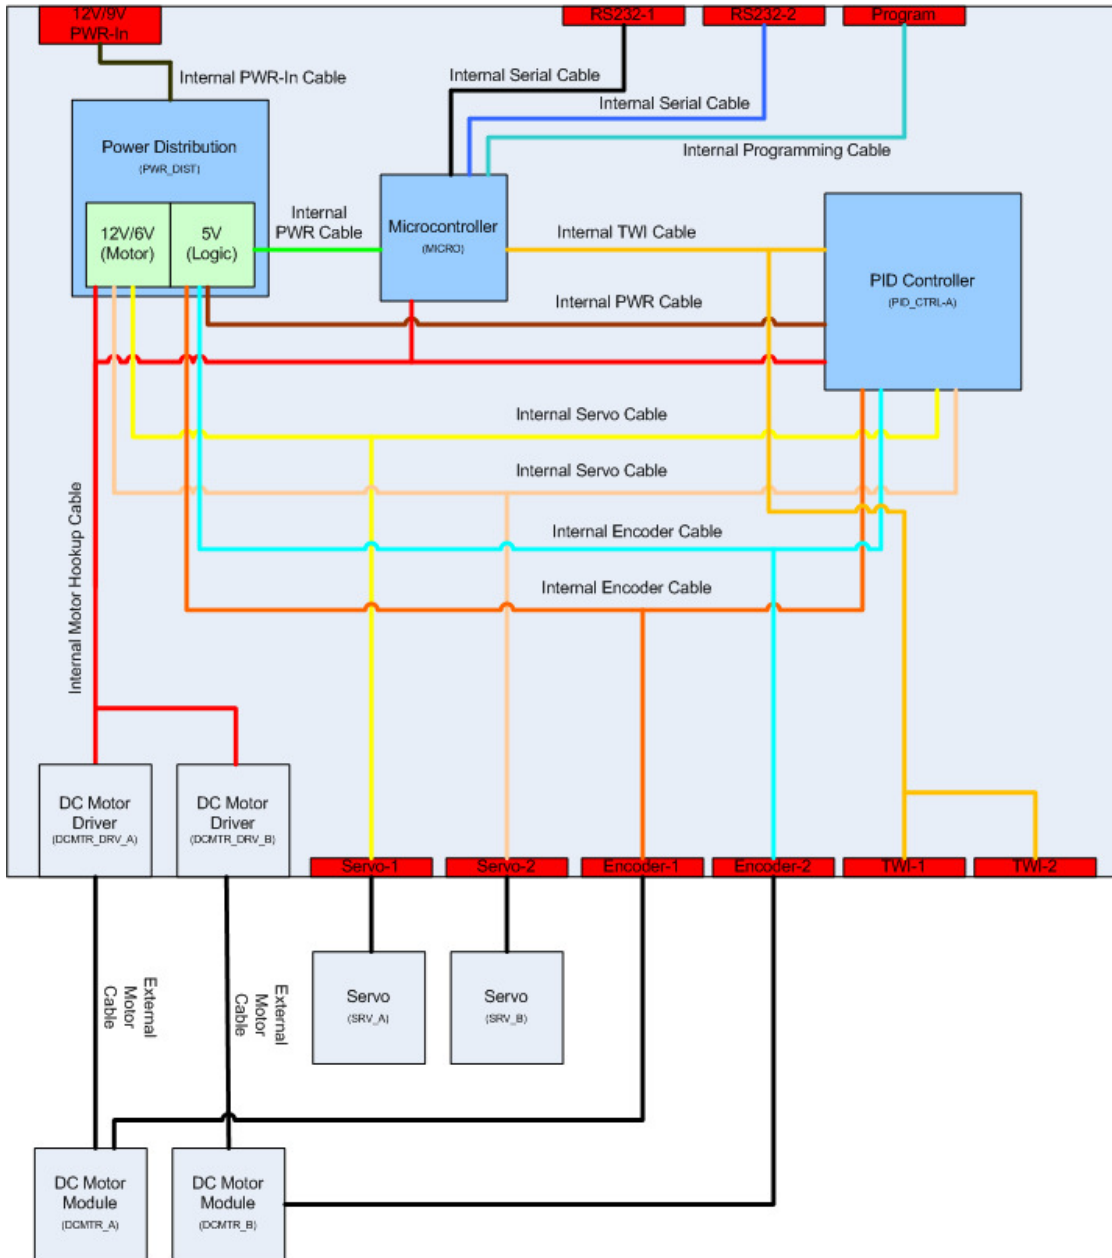 12V/9V
PWR-In
RS232-1
RS232-2
Program
Internal PWR-In Cable
Internal Serial Cable
Internal Serial Cable
Internal Programming Cable
Power Distribution
(PWR_DIST)
12V/6V
(Motor)
5V
(Logic)
Internal
PWR Cable
Microcontroller
(MICRO)
Internal TWI Cable
PID Controller
(PID_CTRL-A)
Internal PWR Cable
Internal Servo Cable
Internal Servo Cable
Internal Encoder Cable
Internal Encoder Cable
Internal Motor Hookup Cable
DC Motor
Driver
(DCMTR_DRV_A)
DC Motor
Driver
(DCMTR_DRV_B)
Servo-1
Servo-2
Encoder-1
Encoder-2
TWI-1
TWI-2
External
Motor
Cable
External
Motor
Cable
Servo
(SRV_A)
Servo
(SRV_B)
DC Motor
Module
(DCMTR_A)
DC Motor
Module
(DCMTR_B)